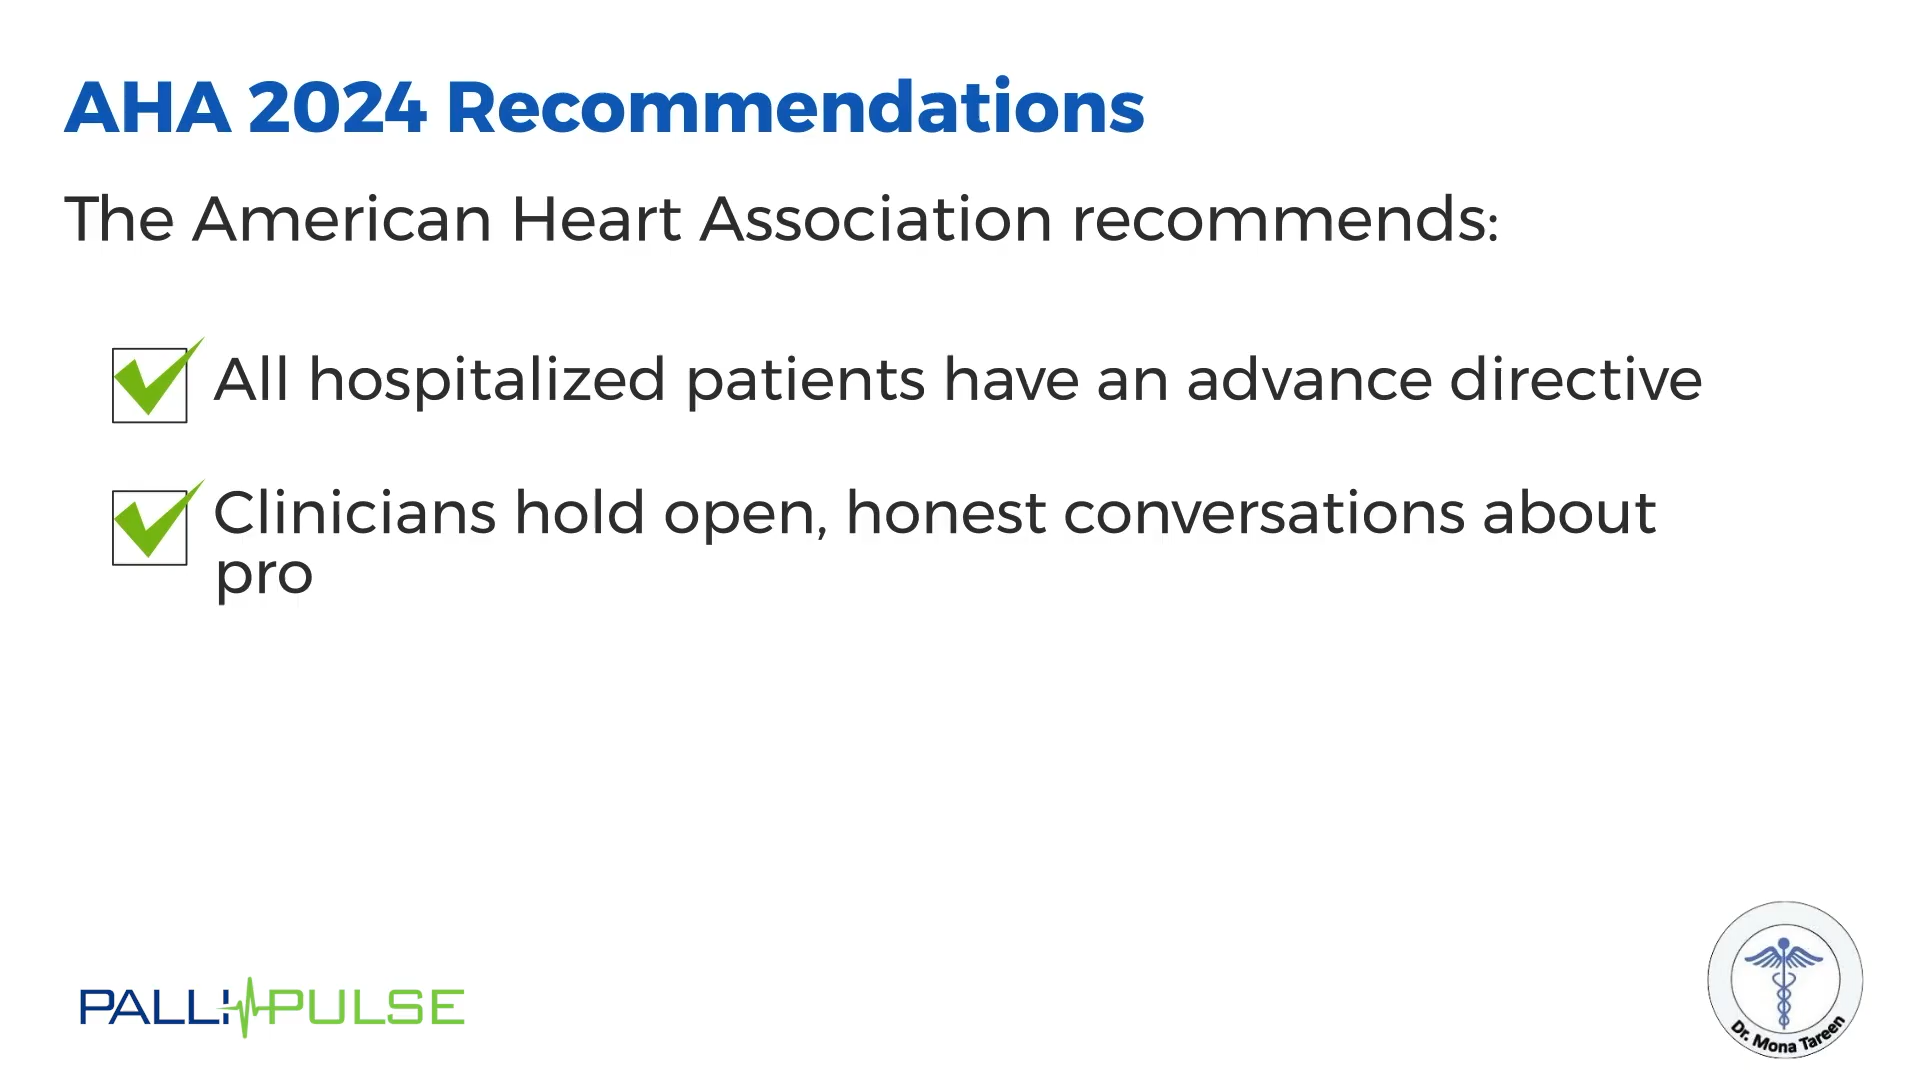 AHA 2024 Recommendations
The American Heart Association recommends:
All hospitalized patients have an advance directive
Clinicians hold open, honest conversations about
pro
PALLIPULSE
Dr. Mona Tareen